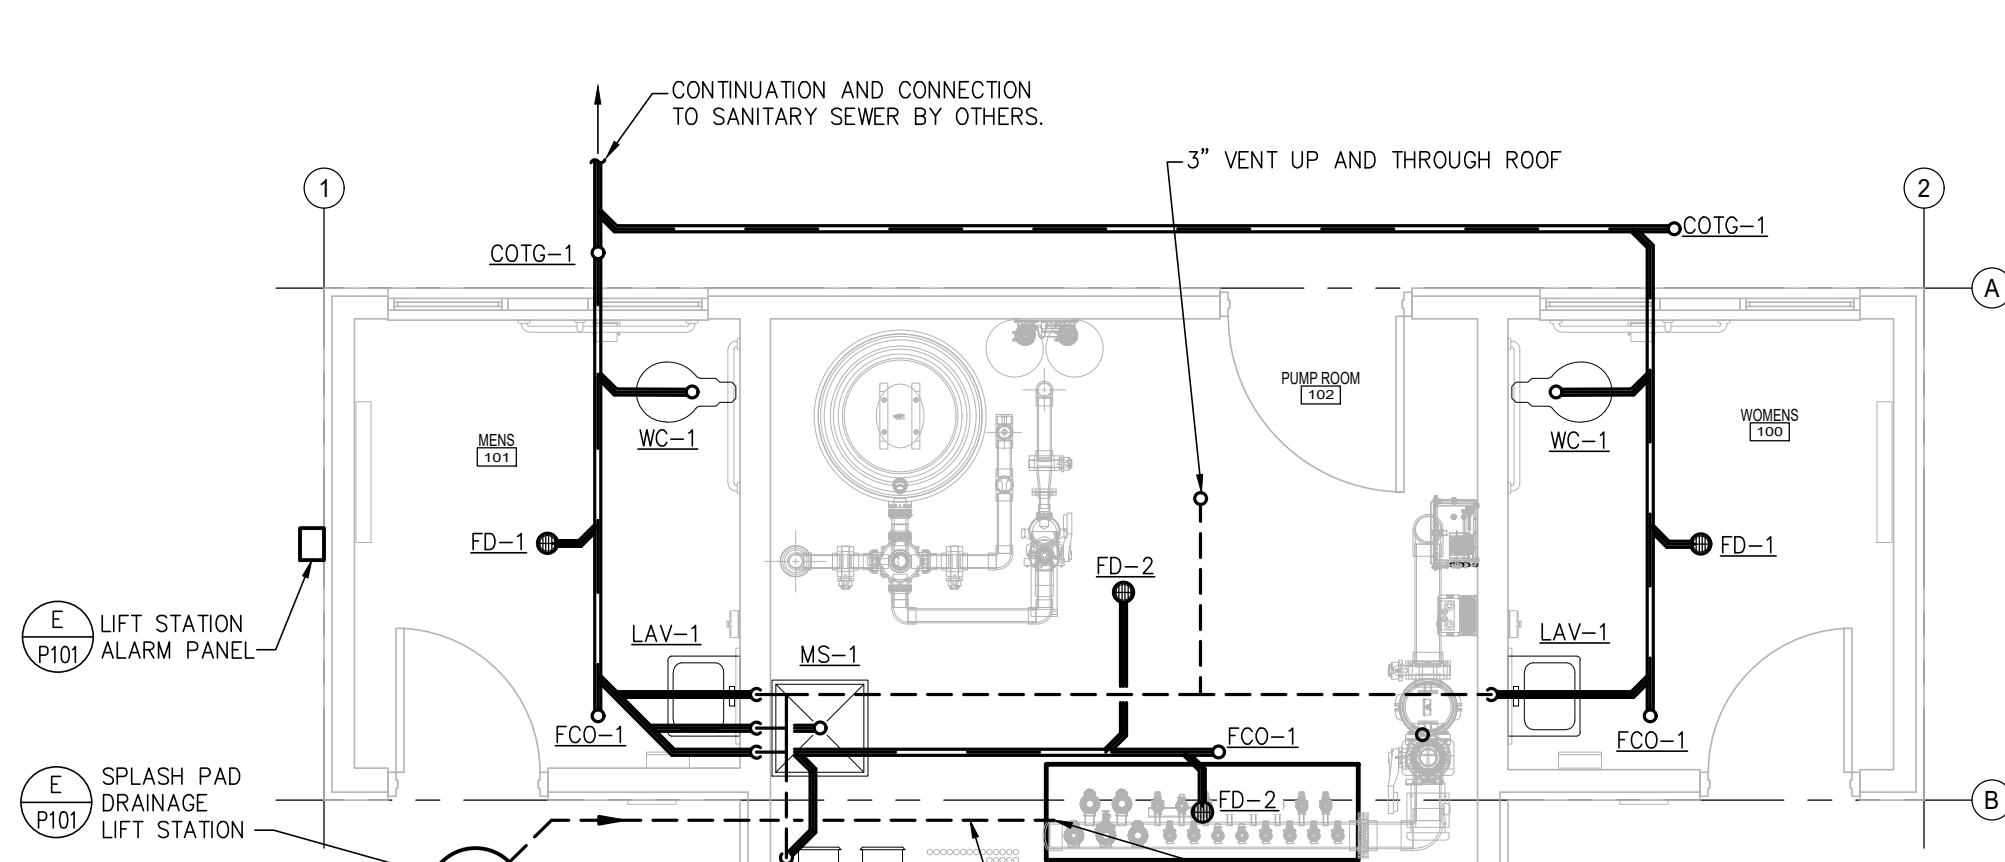 CONTINUATION AND CONNECTION
TO SANITARY SEWER BY OTHERS.
3" VENT UP AND THROUGH ROOF
1
2
COTG-1
COTG-1
A
PUMP ROOM
102
WOMENS
100
MENS
101
WC-1
WC-1
FD-1
FD-1
FD-2
E
P101
LIFT STATION
ALARM PANEL
LAV-1
LAV-1
MS-1
FCO-1
FCO-1
FCO-1
E
P101
SPLASH PAD
DRAINAGE
LIFT STATION
FD-2
B